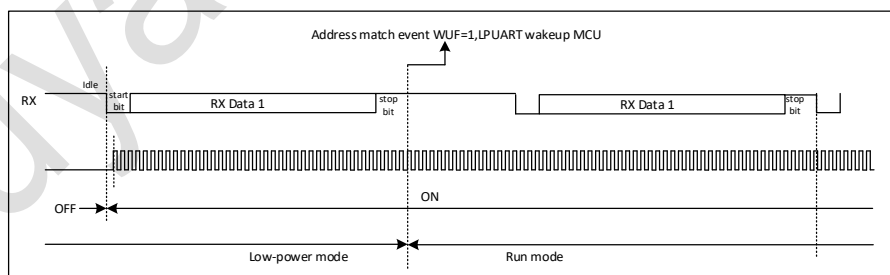 Address match event WUF=1,LPUART wakeup MCU
Idle
RX
start
bit
RX Data 1
stop
bit
RX Data 1
stop
bit
OFF
ON
Low-power mode
Run mode